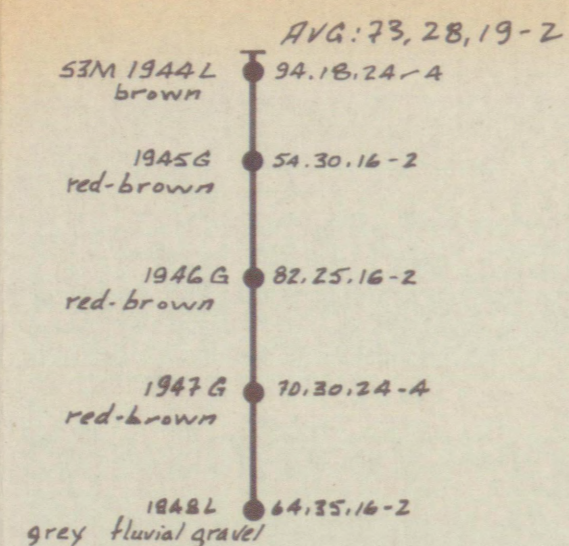 AVG: 73, 28, 19-2
53M 1944L 94.18.24-4
brown
1945G 54.30.16-2
red-brown
1946G 82.25.16-2
red-brown
1947G 70.30.24-4
red-brown
1948L 64.35.16-2
grey fluvial gravel